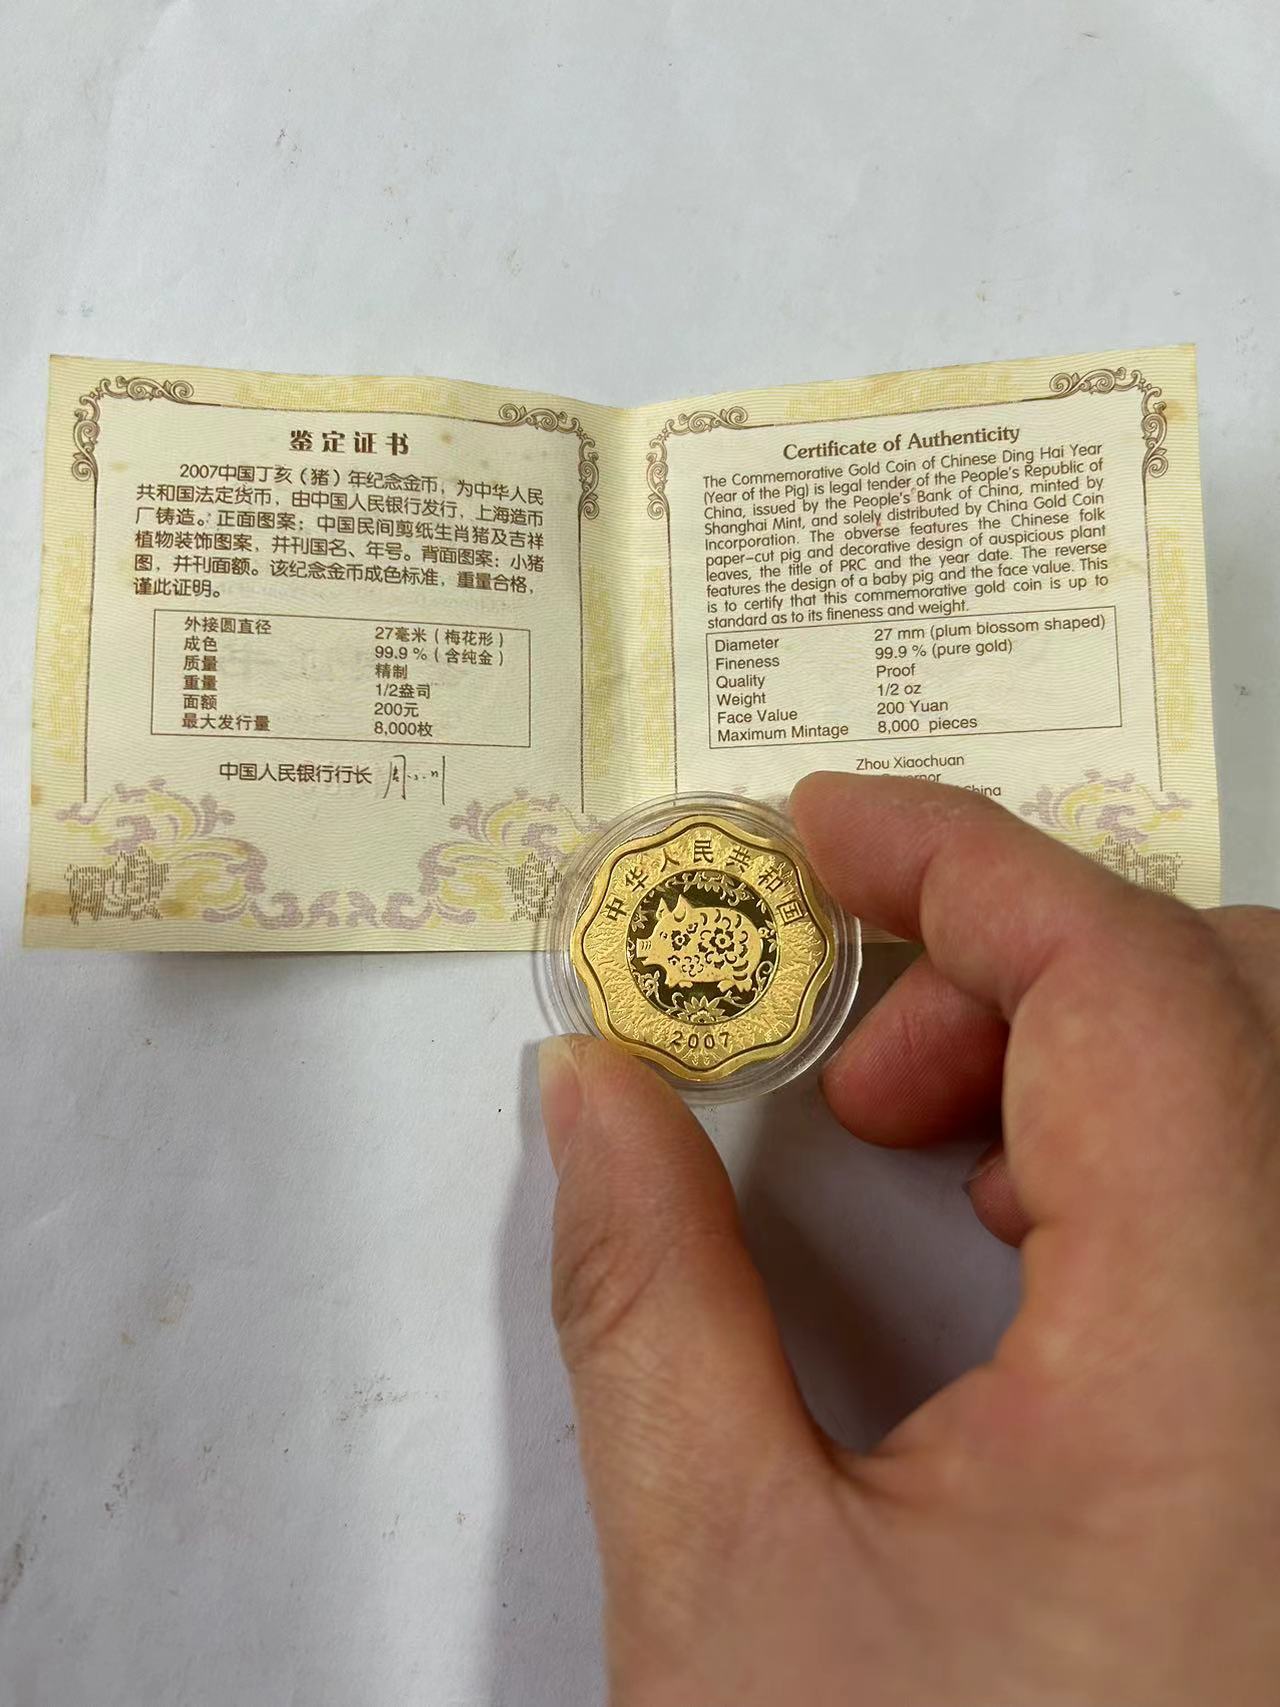 鉴定证书
2007中国丁亥（猪）年纪念金币，为中华人民
共和国法定货币，由中国人民银行发行，上海造币
厂铸造。正面图案：中国民间剪纸生肖猪及吉祥
植物装饰图案，并刊国名、年号。背面图案：小猪
图，并刊面额。该纪念金币成色标准，重量合格，
谨此证明。
外接圆直径 27毫米（梅花形）
成色 99.9％（含纯金）
质量 精制
重量 1/2盎司
面额 200元
最大发行量 8,000枚
中国人民银行行长 周小川
Certificate of Authenticity
The Commemorative Gold Coin of Chinese Ding Hai Year
(Year of the Pig) is legal tender of the People's Republic of
China, issued by the People's Bank of China, minted by
Shanghai Mint, and solely distributed by China Gold Coin
Incorporation. The obverse features the Chinese folk
paper-cut pig and decorative design of auspicious plant
leaves, the title of PRC and the year date. The reverse
features the design of a baby pig and the face value. This
is to certify that this commemorative gold coin is up to
standard as to its fineness and weight.
Diameter 27 mm (plum blossom shaped)
Fineness 99.9 % (pure gold)
Quality Proof
Weight 1/2 oz
Face Value 200 Yuan
Maximum Mintage 8,000 pieces
Zhou Xiaochuan
Governor
China
中华人民共和国
2007